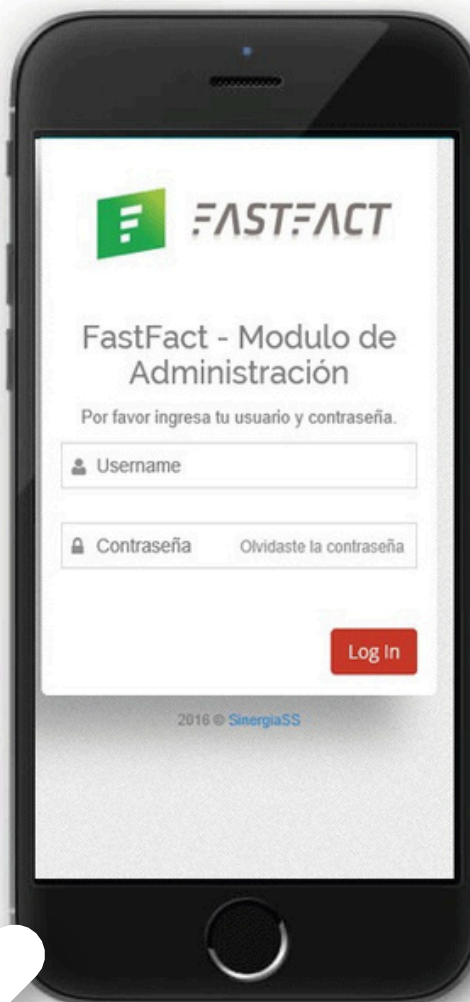 FASTFACT
FastFact - Modulo de
Administración
Por favor ingresa tu usuario y contraseña.
Username
Contraseña Olvidaste la contraseña
Log In
2016 © SinergiaSS